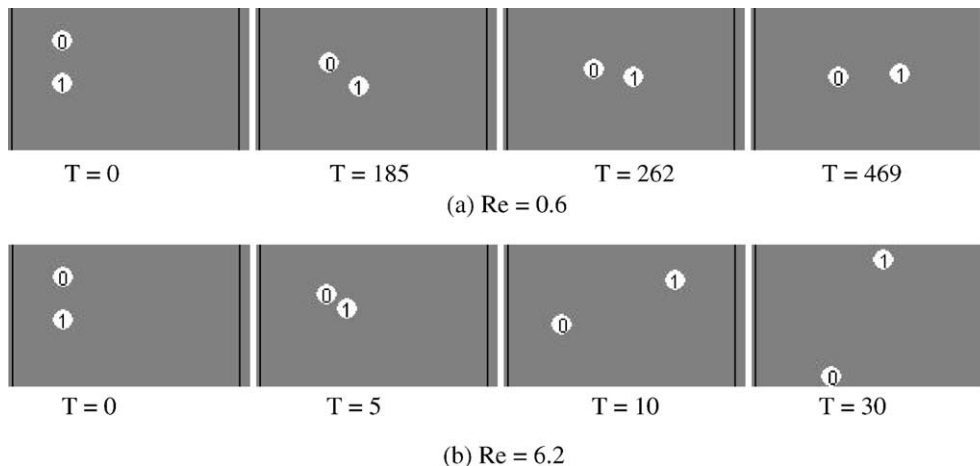 0 0 0 0
1 1 1 1
T = 0 T = 185 T = 262 T = 469
(a) Re = 0.6
0 0 1 1
1 1 0 0
T = 0 T = 5 T = 10 T = 30
(b) Re = 6.2